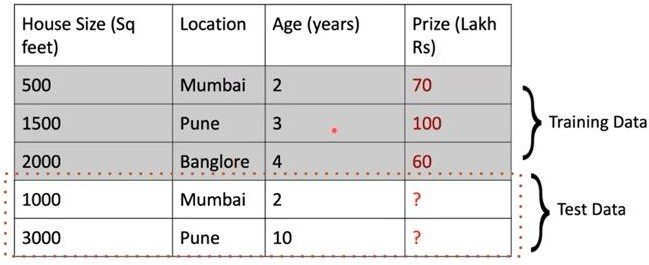 House Size (Sq feet) Location Age (years) Prize (Lakh Rs)
500 Mumbai 2 70
1500 Pune 3 100
2000 Banglore 4 60
Training Data
1000 Mumbai 2 ?
3000 Pune 10 ?
Test Data